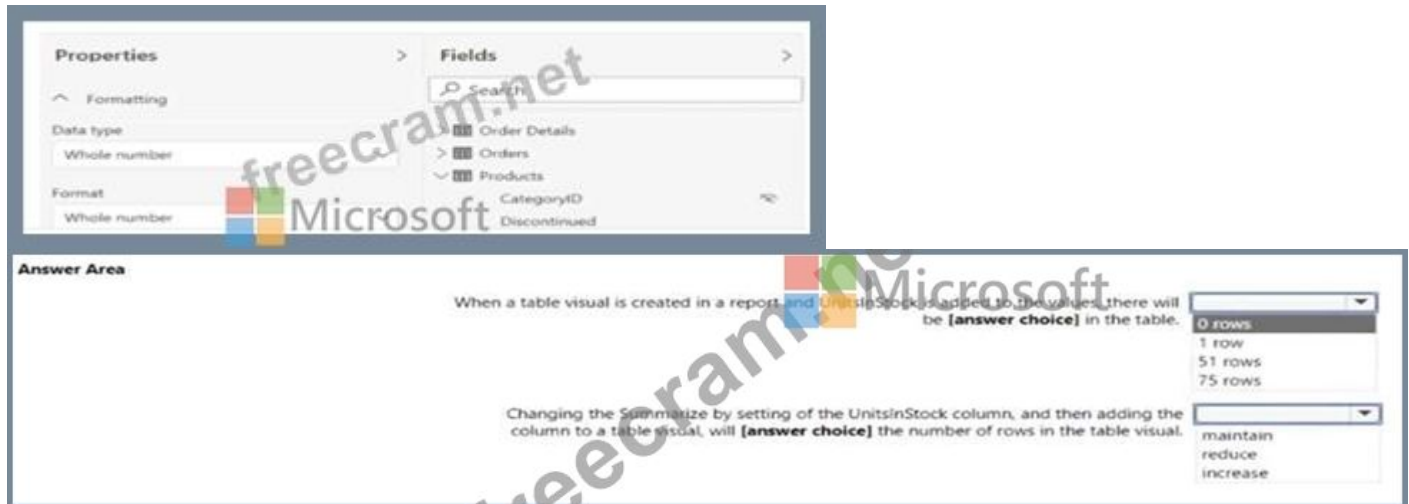 Properties
>
Fields
>
Formatting
Search
Data type
Order Details
Whole number
> Orders
Products
Format
CategoryID
Whole number
Discontinued
freecram.net
Microsoft
Answer Area
When a table visual is created in a report and UnitsInStock is added to the values, there will
be [answer choice] in the table.
0 rows
1 row
51 rows
75 rows
Changing the Summarize by setting of the UnitsInStock column, and then adding the
column to a table visual, will [answer choice] the number of rows in the table visual.
maintain
reduce
increase
Microsoft